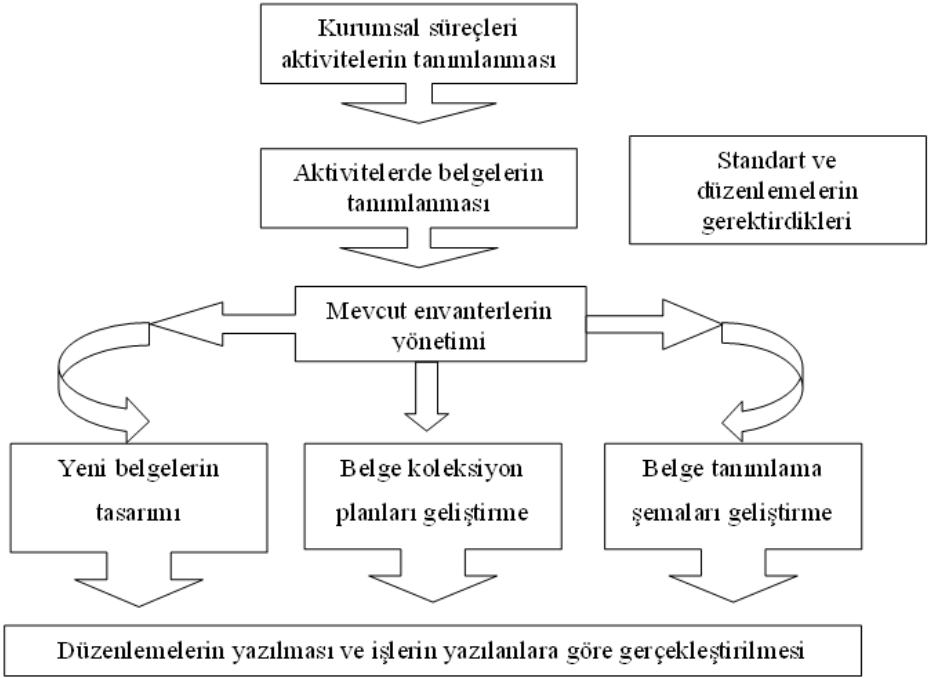 Kurumsal süreçleri
aktivitelerin tanımlanması
Aktivitelerde belgelerin
tanımlanması
Standart ve
düzenlemelerin
gerektirdikleri
Mevcut envanterlerin
yönetimi
Yeni belgelerin
tasarımı
Belge koleksiyon
planları geliştirme
Belge tanımlama
şemaları geliştirme
Düzenlemelerin yazılması ve işlerin yazılanlara göre gerçekleştirilmesi